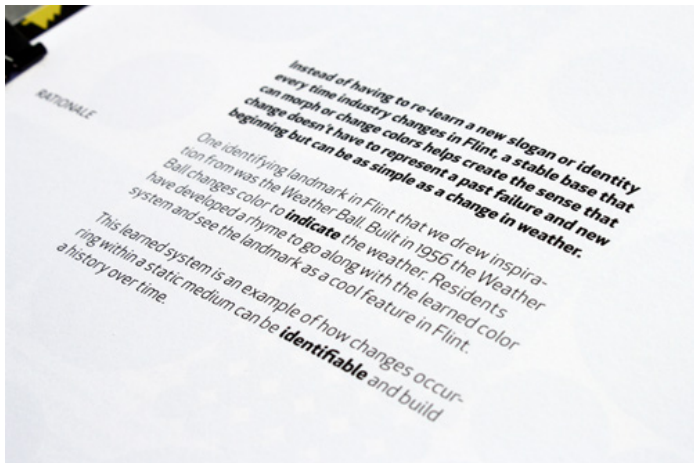 RATIONALE
Instead of having to re-learn a new slogan or identity
every time industry changes in Flint, a stable base that
can morph or change colors helps create the sense that
change doesn't have to represent a past failure and new
beginning but can be as simple as a change in weather.
One identifying landmark in Flint that we drew inspira-
tion from was the Weather Ball. Built in 1956 the Weather
Ball changes color to indicate the weather. Residents
have developed a rhyme to go along with the learned color
system and see the landmark as a cool feature in Flint.
This learned system is an example of how changes occur-
ring within a static medium can be identifiable and build
a history over time.